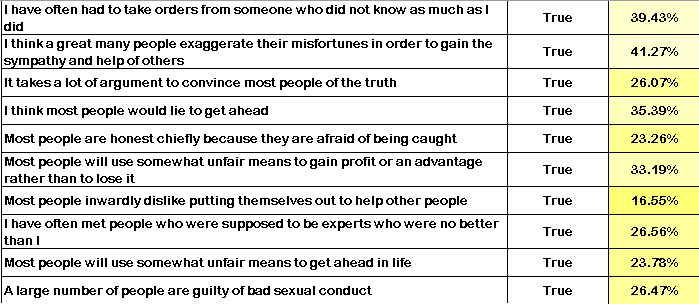 I have often had to take orders from someone who did not know as much as I
did
True
39.43%
I think a great many people exaggerate their misfortunes in order to gain the
sympathy and help of others
True
41.27%
It takes a lot of argument to convince most people of the truth
True
26.07%
I think most people would lie to get ahead
True
35.39%
Most people are honest chiefly because they are afraid of being caught
True
23.26%
Most people will use somewhat unfair means to gain profit or an advantage
rather than to lose it
True
33.19%
Most people inwardly dislike putting themselves out to help other people
True
16.55%
I have often met people who were supposed to be experts who were no better
than I
True
26.56%
Most people will use somewhat unfair means to get ahead in life
True
23.78%
A large number of people are guilty of bad sexual conduct
True
26.47%